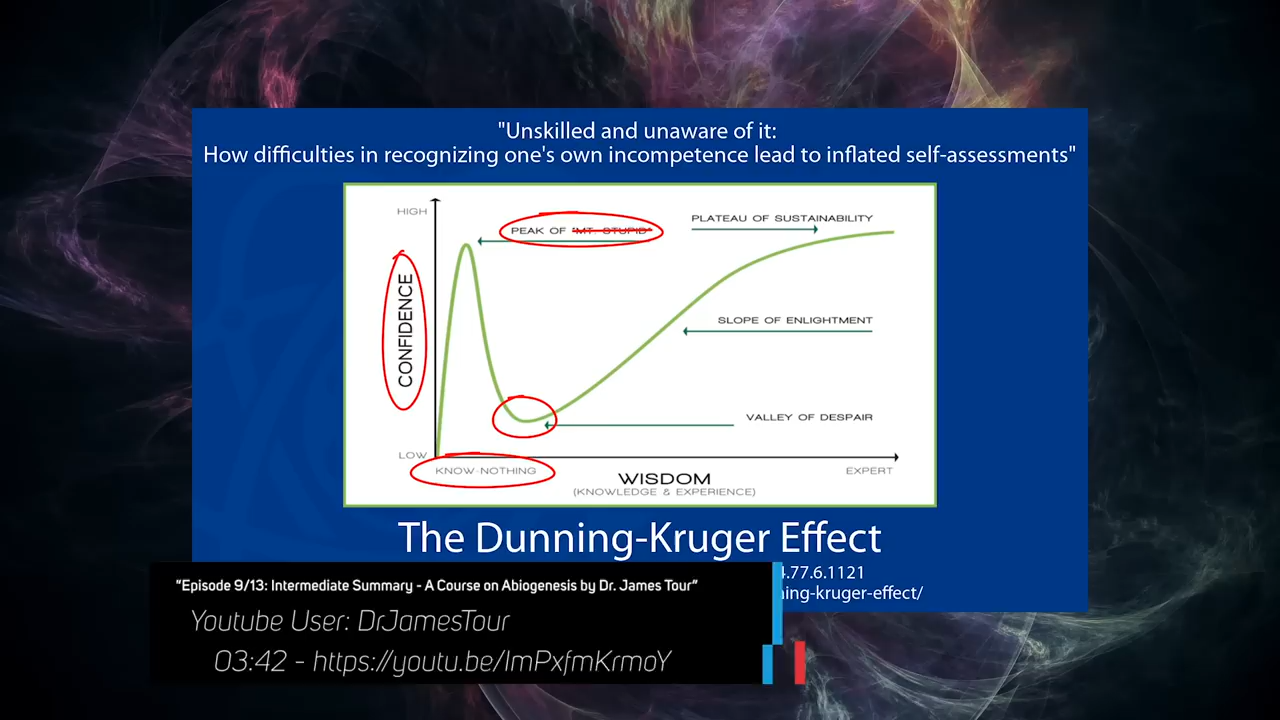 "Unskilled and unaware of it:
How difficulties in recognizing one's own incompetence lead to inflated self-assessments"
HIGH
PEAK OF "MT. STUPID"
PLATEAU OF SUSTAINABILITY
CONFIDENCE
SLOPE OF ENLIGHTMENT
VALLEY OF DESPAIR
LOW
KNOW-NOTHING
WISDOM
EXPERT
(KNOWLEDGE & EXPERIENCE)
The Dunning-Kruger Effect
.77.6.1121
ning-kruger-effect/
"Episode 9/13: Intermediate Summary - A Course on Abiogenesis by Dr. James Tour"
Youtube User: DrJamesTour
03:42 - https://youtu.be/ImPxfmKrmoY